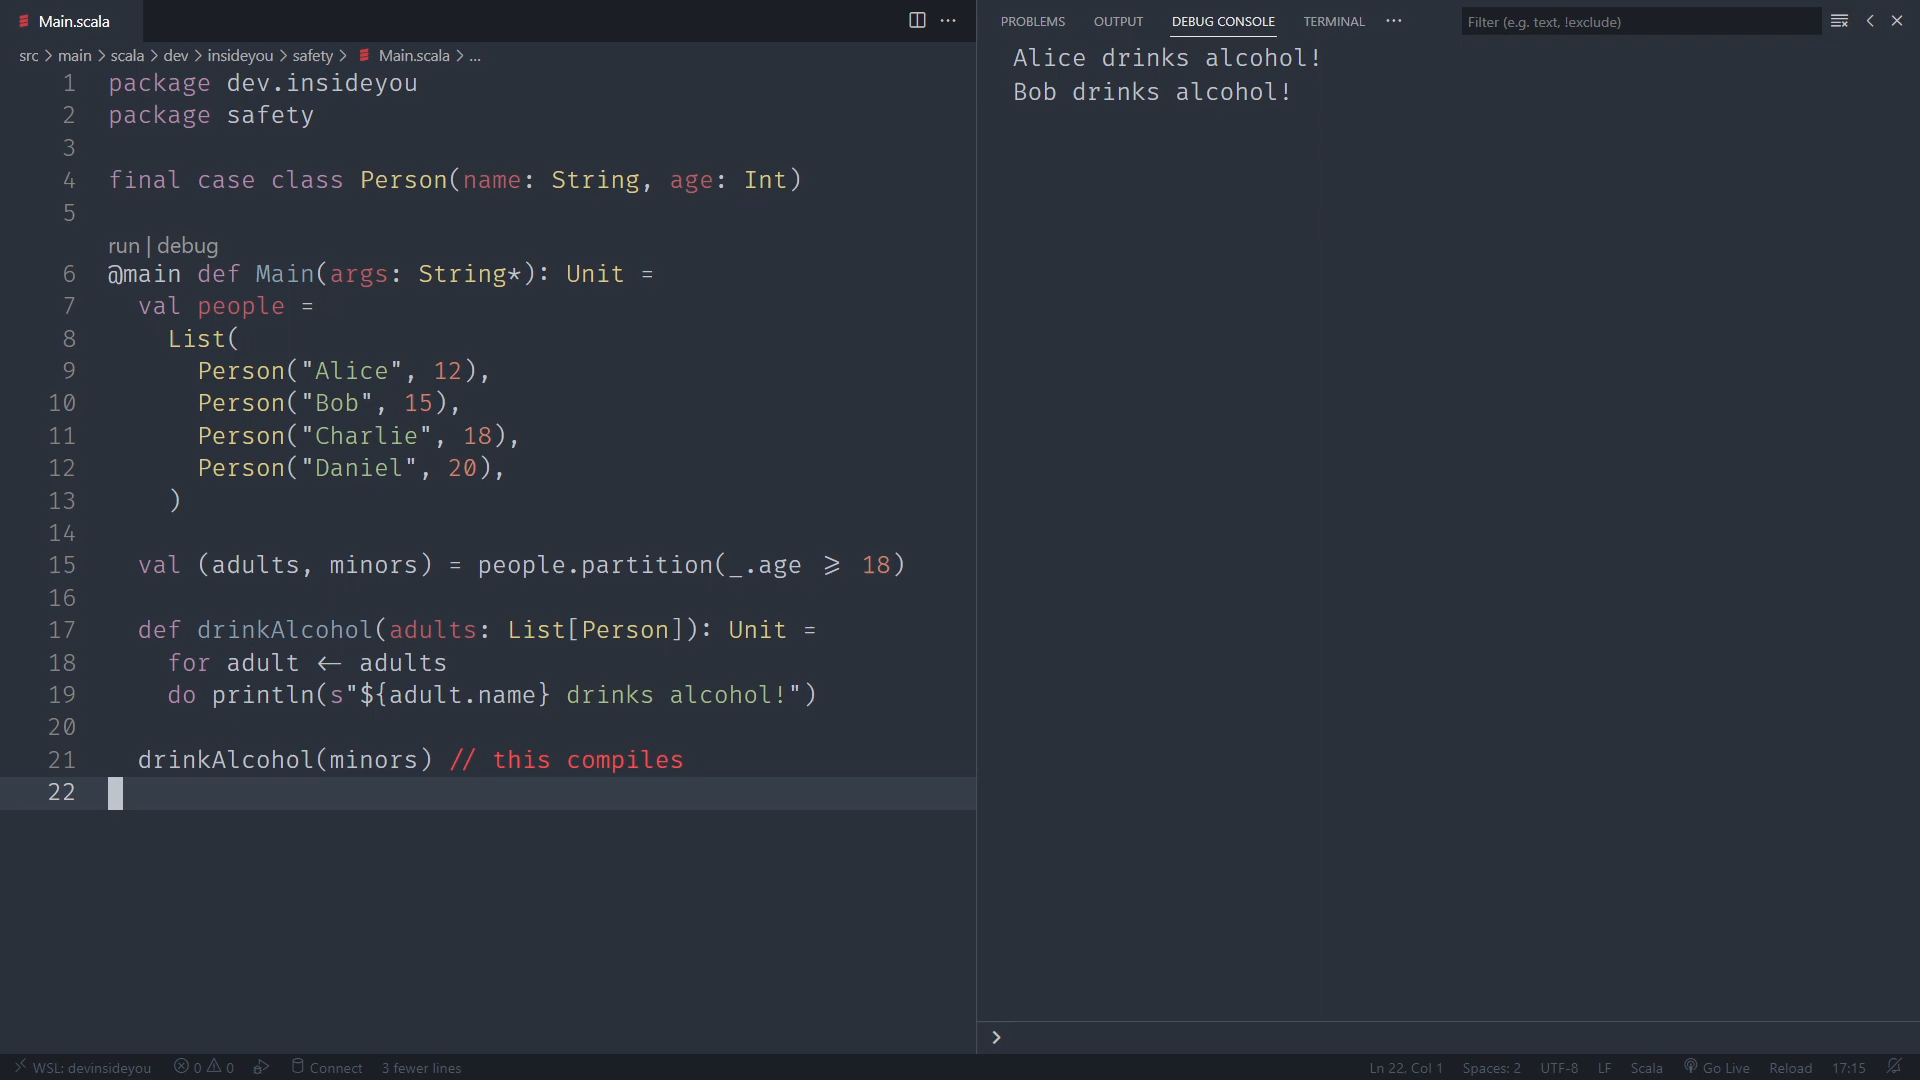 Main.scala
src > main > scala > dev > insideyou > safety > Main.scala > ...
1 package dev.insideyou
2 package safety
3
4 final case class Person(name: String, age: Int)
5
run | debug
6 @main def Main(args: String*): Unit =
7 val people =
8 List(
9 Person("Alice", 12),
10 Person("Bob", 15),
11 Person("Charlie", 18),
12 Person("Daniel", 20),
13 )
14
15 val (adults, minors) = people.partition(_.age ⩾ 18)
16
17 def drinkAlcohol(adults: List[Person]): Unit =
18 for adult ← adults
19 do println(s"${adult.name} drinks alcohol!")
20
21 drinkAlcohol(minors) // this compiles
22
PROBLEMS OUTPUT DEBUG CONSOLE TERMINAL ··· Filter (e.g. text, !exclude)
Alice drinks alcohol!
Bob drinks alcohol!
>
WSL: devinsideyou 0 0 Connect 3 fewer lines Ln 22, Col 1 Spaces: 2 UTF-8 LF Scala Go Live Reload 17:15